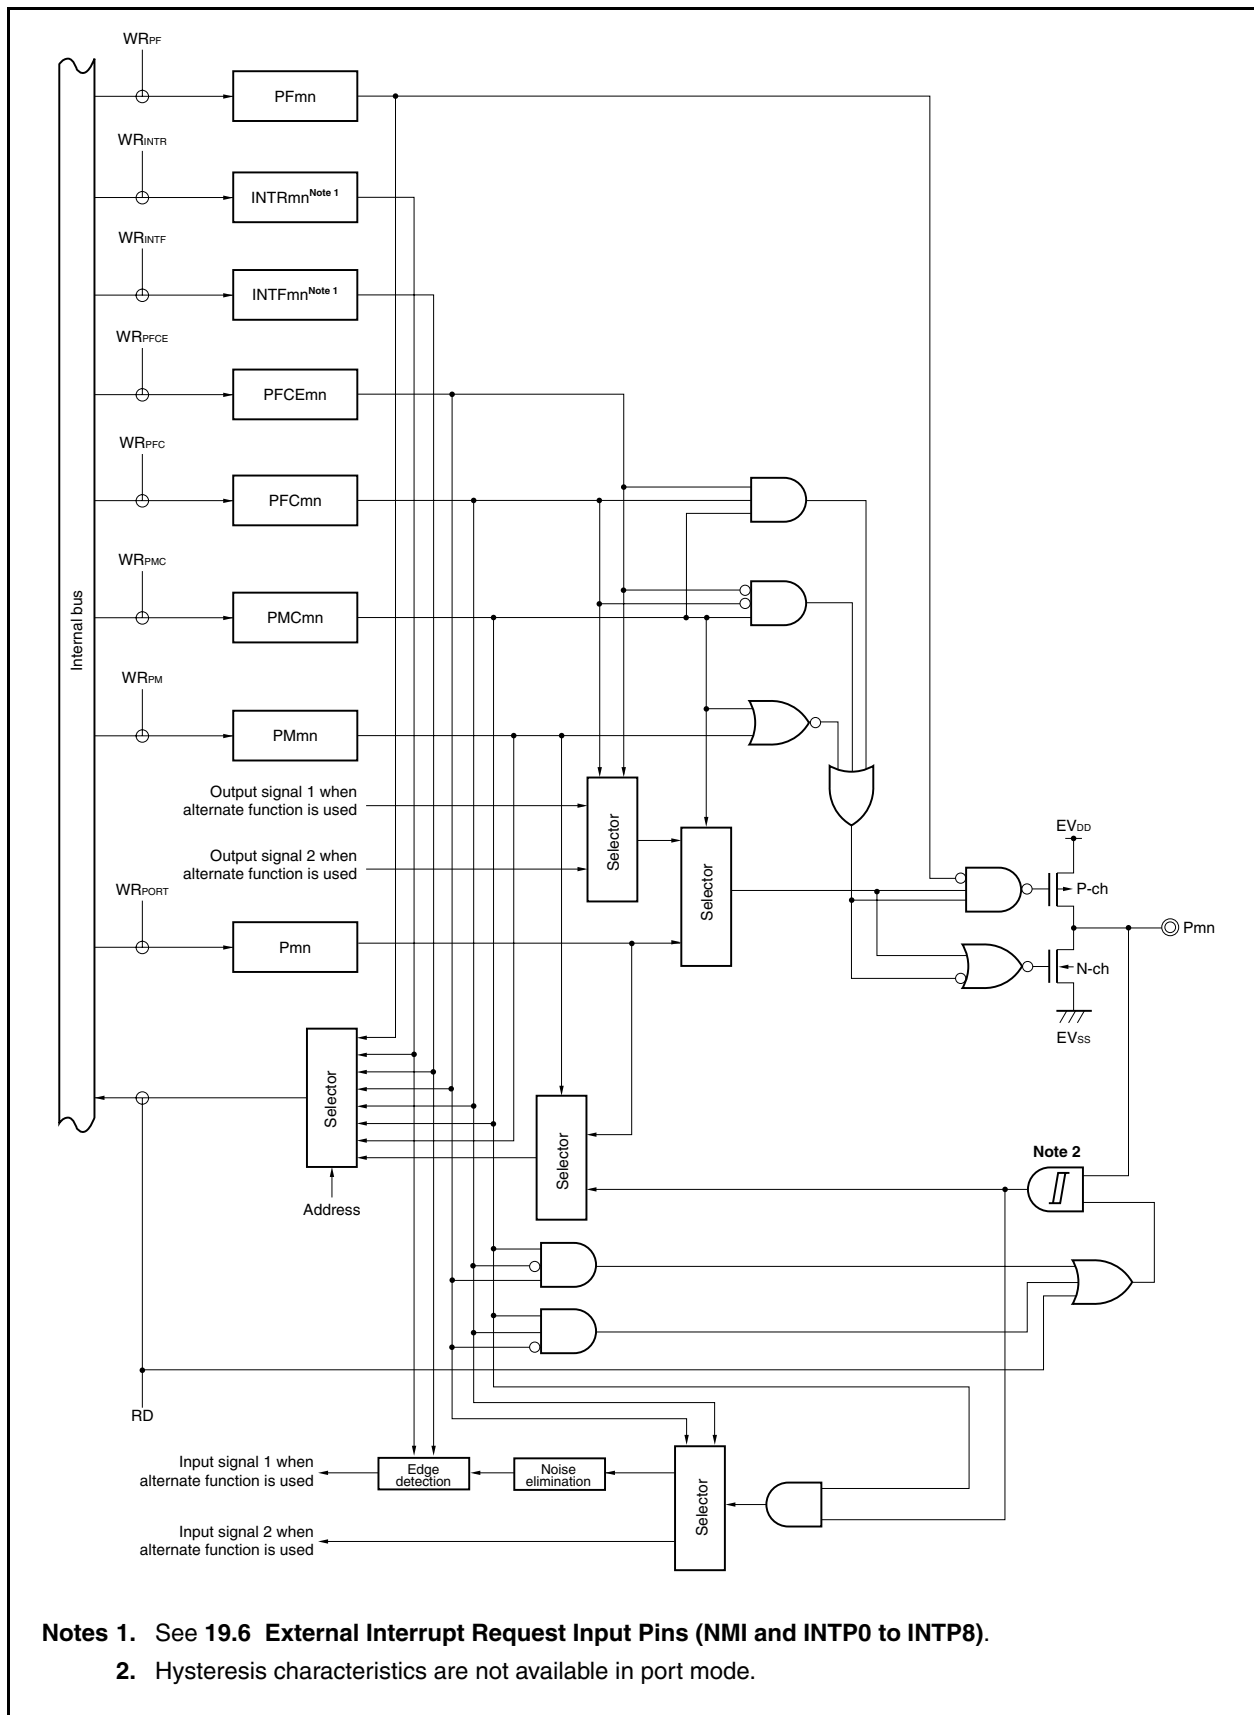 WRPF
PFmn
WRINTR
INTRmnNote 1
WRINTF
INTFmnNote 1
WRPFCE
PFCEmn
WRPFC
PFCmn
WRPMC
PMCmn
Internal bus
WRPM
PMmn
Output signal 1 when
alternate function is used
Output signal 2 when
alternate function is used
Selector
Selector
EVDD
P-ch
Pmn
N-ch
EVSS
WRPORT
Pmn
Selector
Address
Selector
Note 2
RD
Input signal 1 when
alternate function is used
Edge
detection
Noise
elimination
Selector
Input signal 2 when
alternate function is used
Notes 1. See 19.6 External Interrupt Request Input Pins (NMI and INTP0 to INTP8).
2. Hysteresis characteristics are not available in port mode.